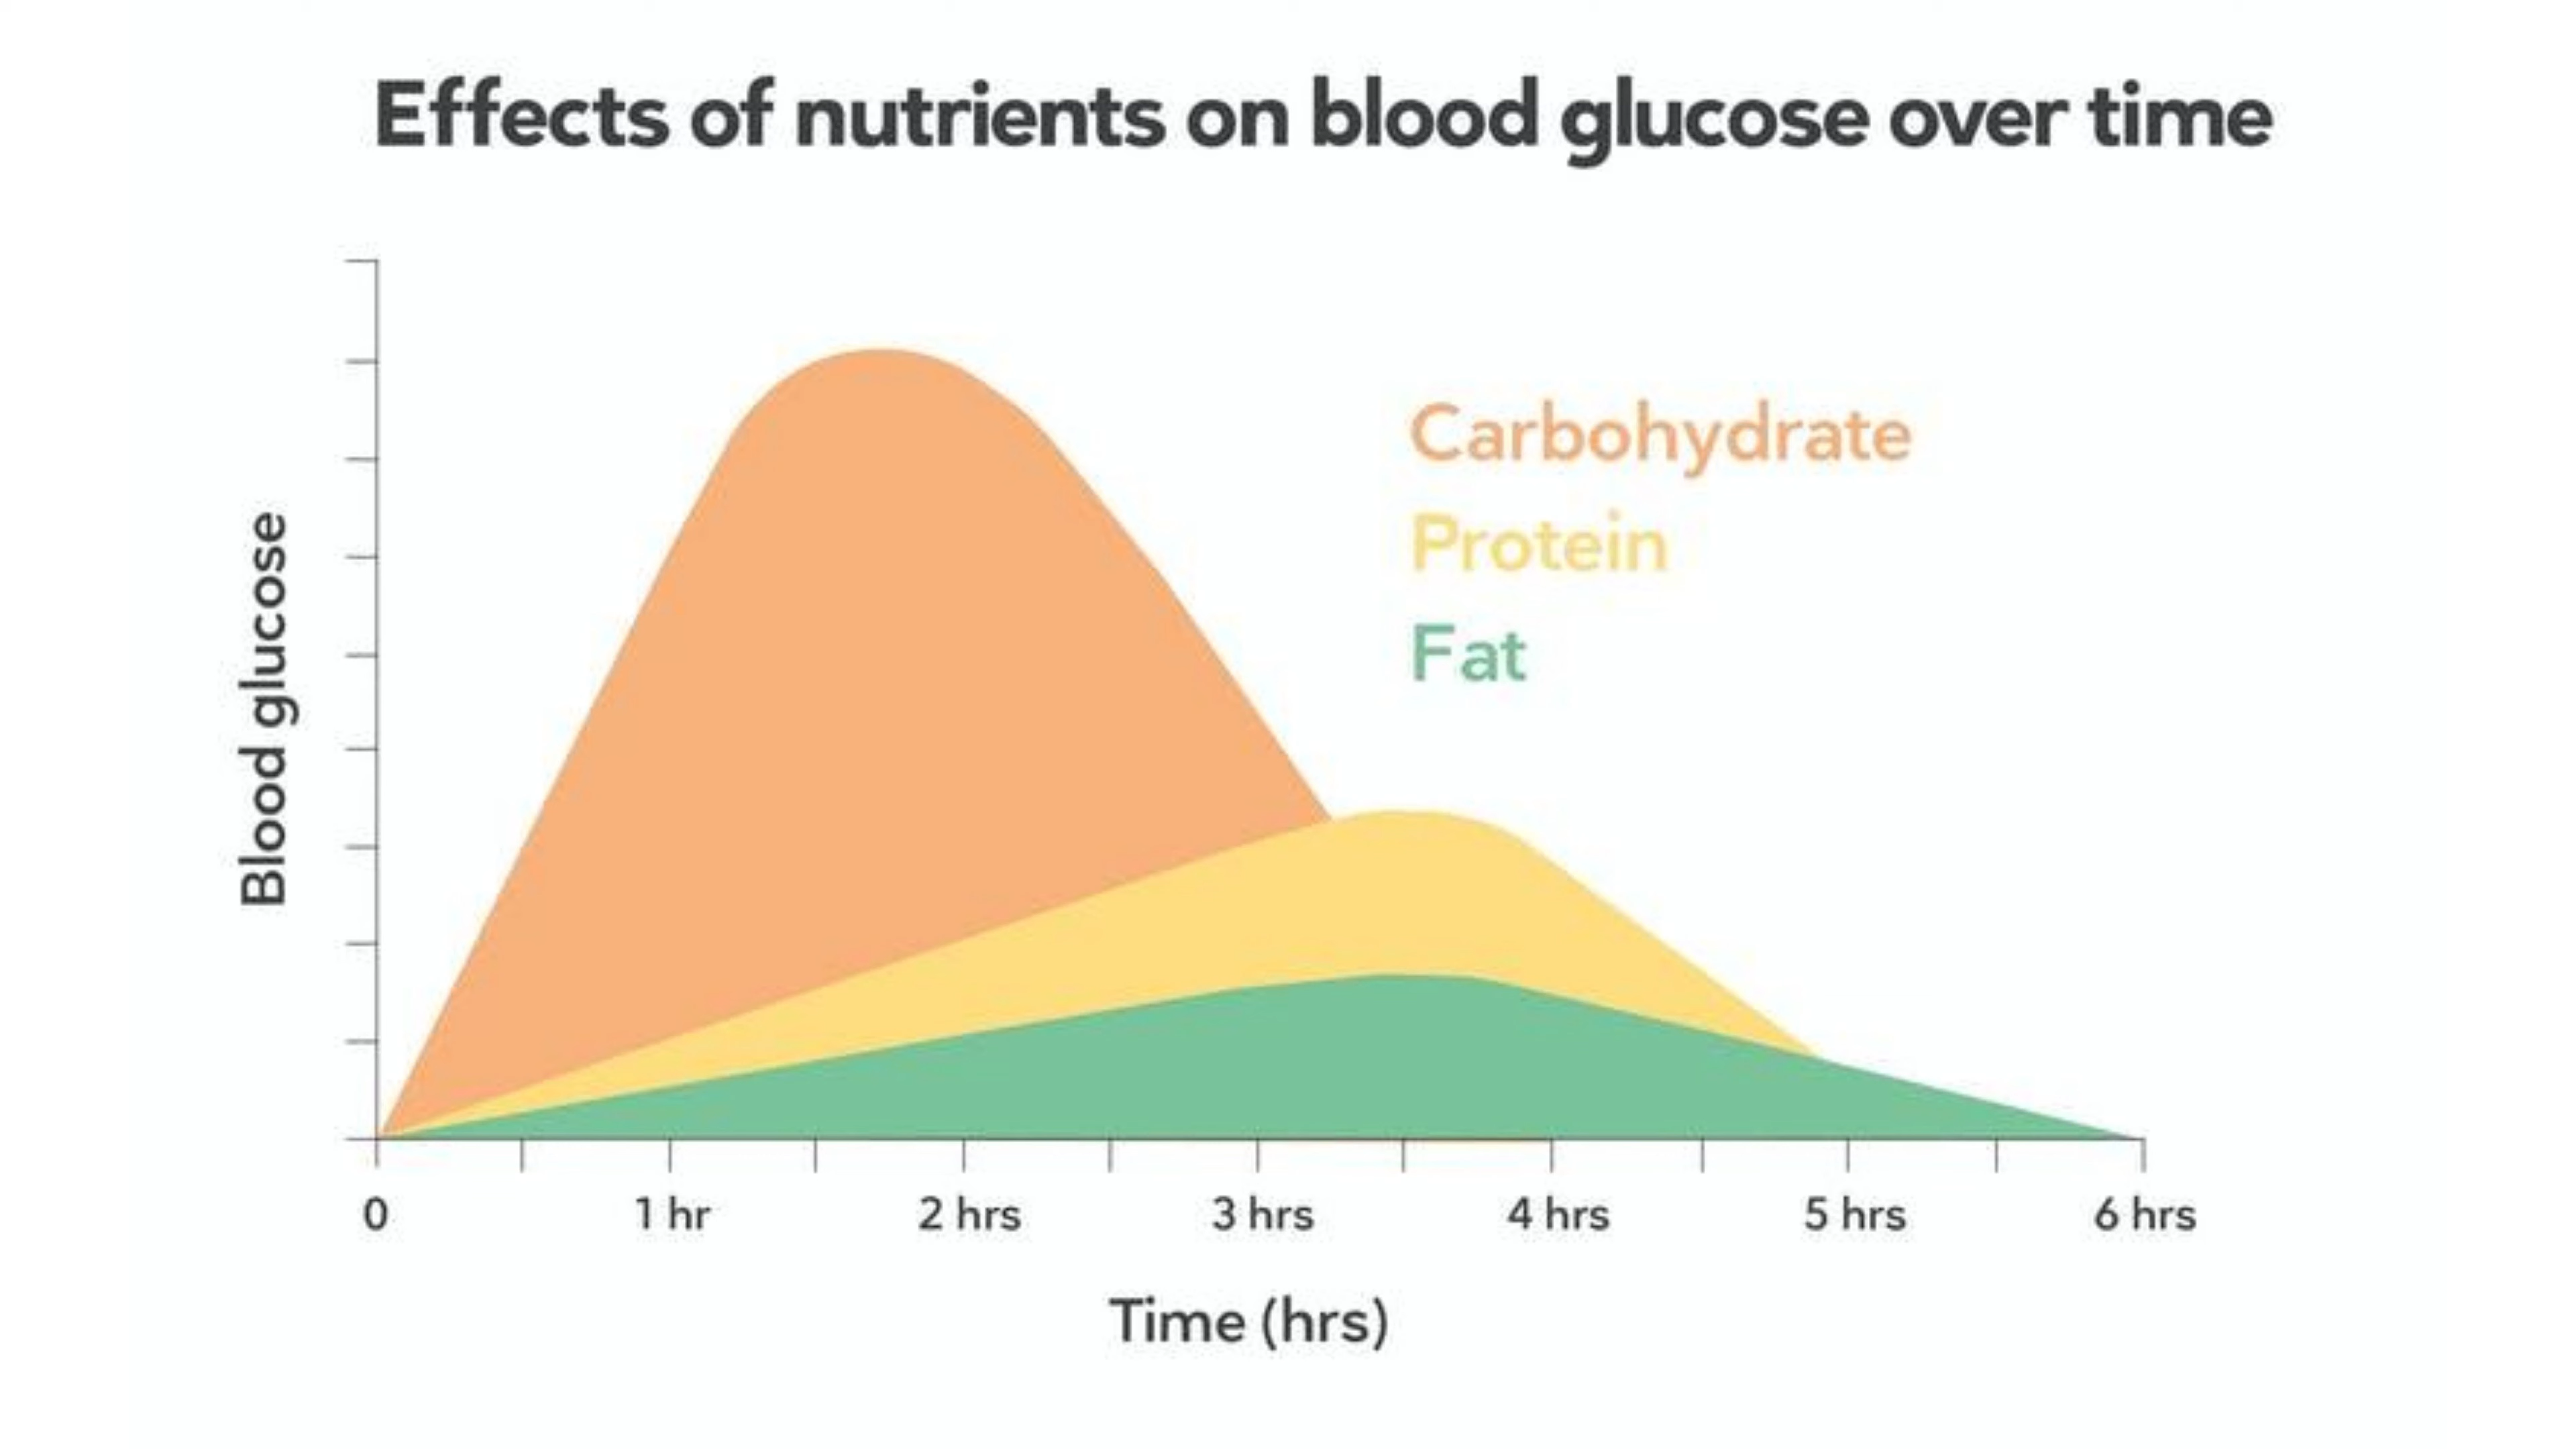 Effects of nutrients on blood glucose over time
Carbohydrate
Protein
Fat
Blood glucose
0
1 hr
2 hrs
3 hrs
4 hrs
5 hrs
6 hrs
Time (hrs)